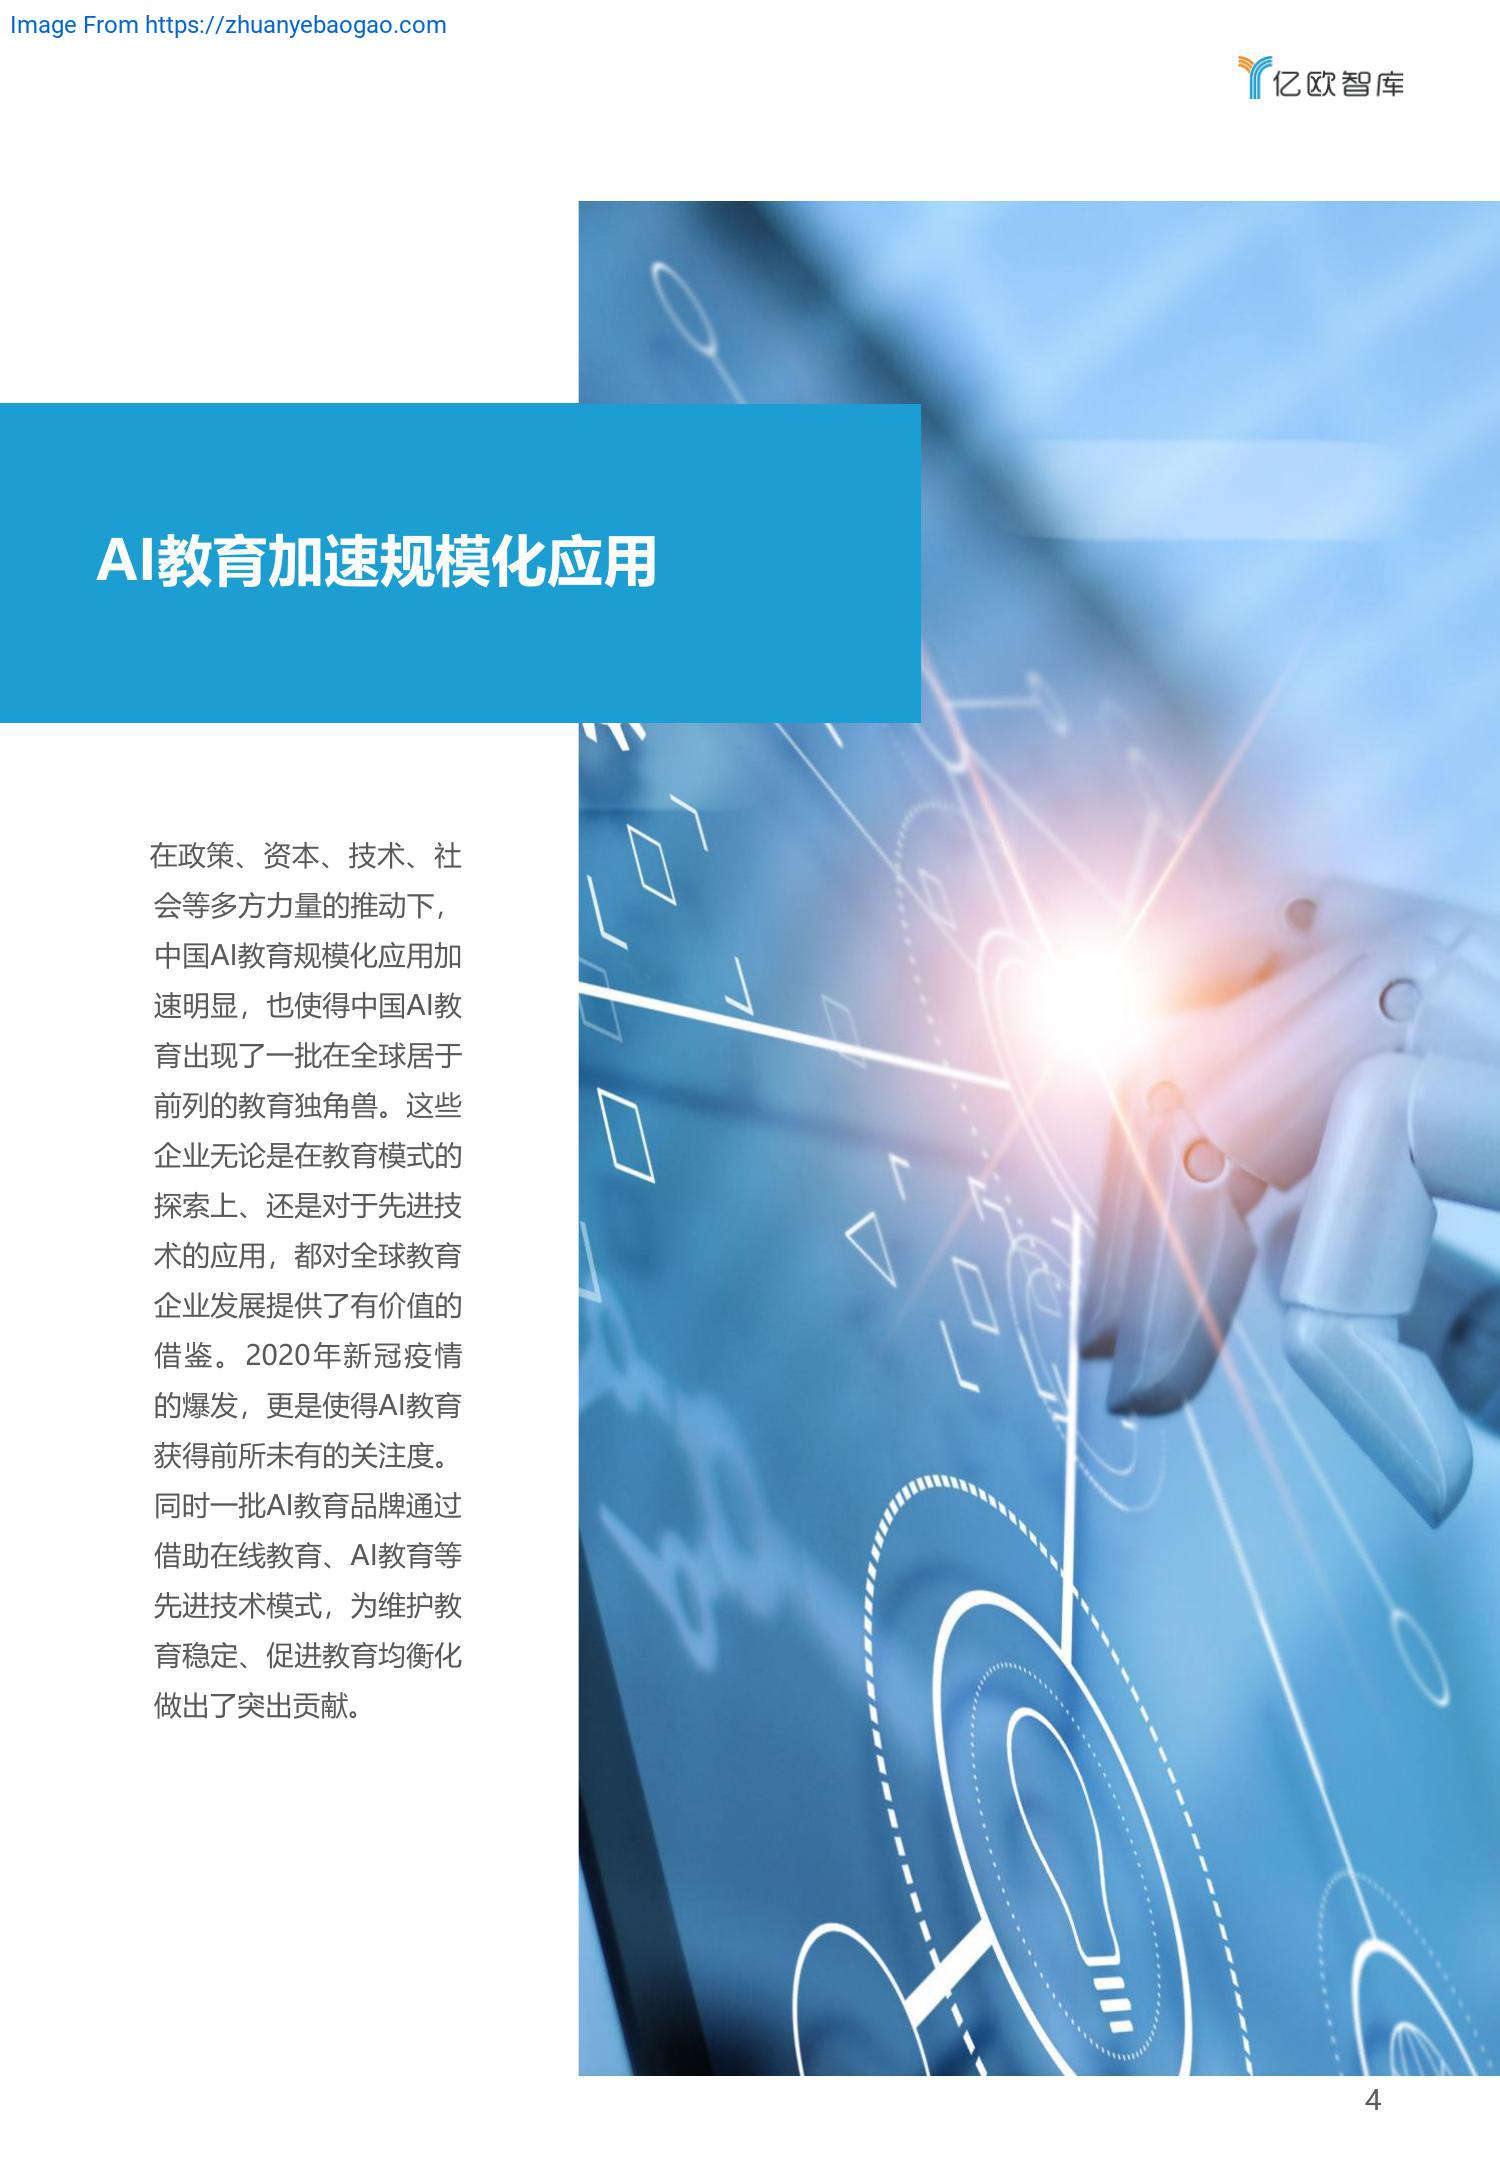 Image From https://zhuanyebaogao.com
亿欧智库
AI教育加速规模化应用
在政策、资本、技术、社
会等多方力量的推动下，
中国AI教育规模化应用加
速明显，也使得中国AI教
育出现了一批在全球居于
前列的教育独角兽。这些
企业无论是在教育模式的
探索上、还是对于先进技
术的应用，都对全球教育
企业发展提供了有价值的
借鉴。2020年新冠疫情
的爆发，更是使得AI教育
获得前所未有的关注度。
同时一批AI教育品牌通过
借助在线教育、AI教育等
先进技术模式，为维护教
育稳定、促进教育均衡化
做出了突出贡献。
4